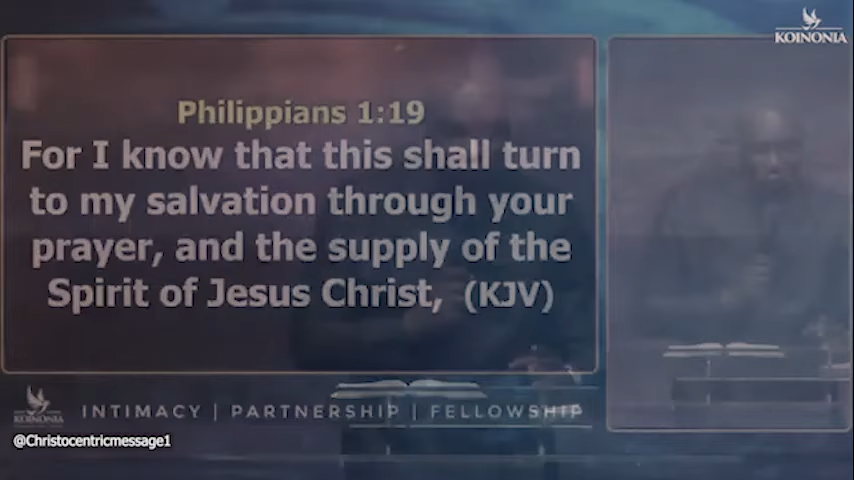 KOINONIA
Philippians 1:19
For I know that this shall turn
to my salvation through your
prayer, and the supply of the
Spirit of Jesus Christ, (KJV)
KOINONIA
INTIMACY | PARTNERSHIP | FELLOWSHIP
@Christocentricmessage1